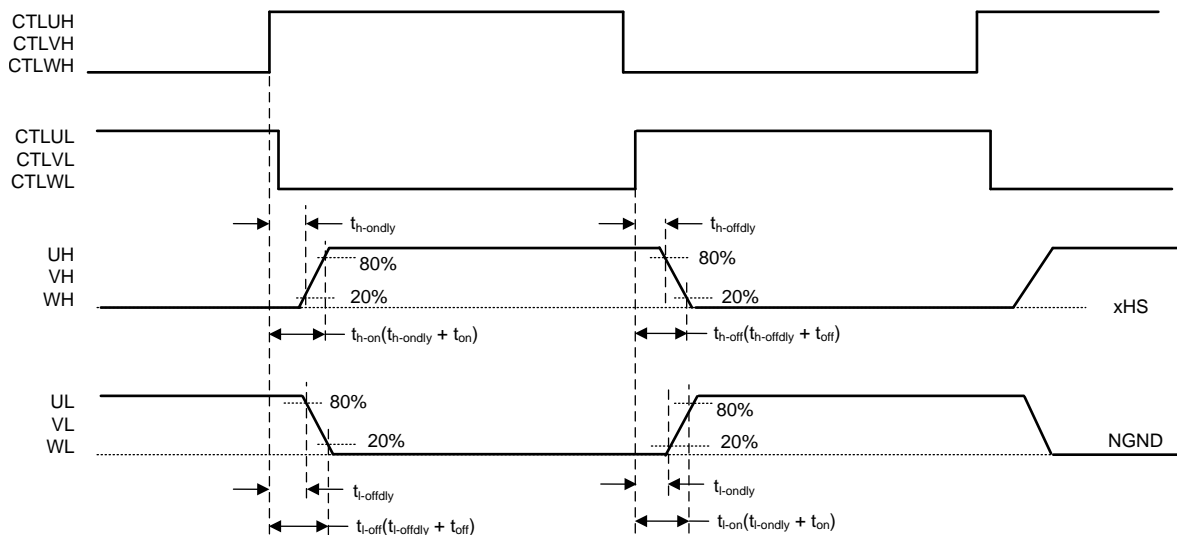 CTLUH
CTLVH
CTLWH
CTLUL
CTLVL
CTLWL
th-ondly
th-offdly
UH
VH
WH
80%
20%
80%
20%
xHS
th-on(th-ondly + ton)
th-off(th-offdly + toff)
UL
VL
WL
80%
20%
80%
20%
NGND
tl-offdly
tl-ondly
tl-off(tl-offdly + toff)
tl-on(tl-ondly + ton)